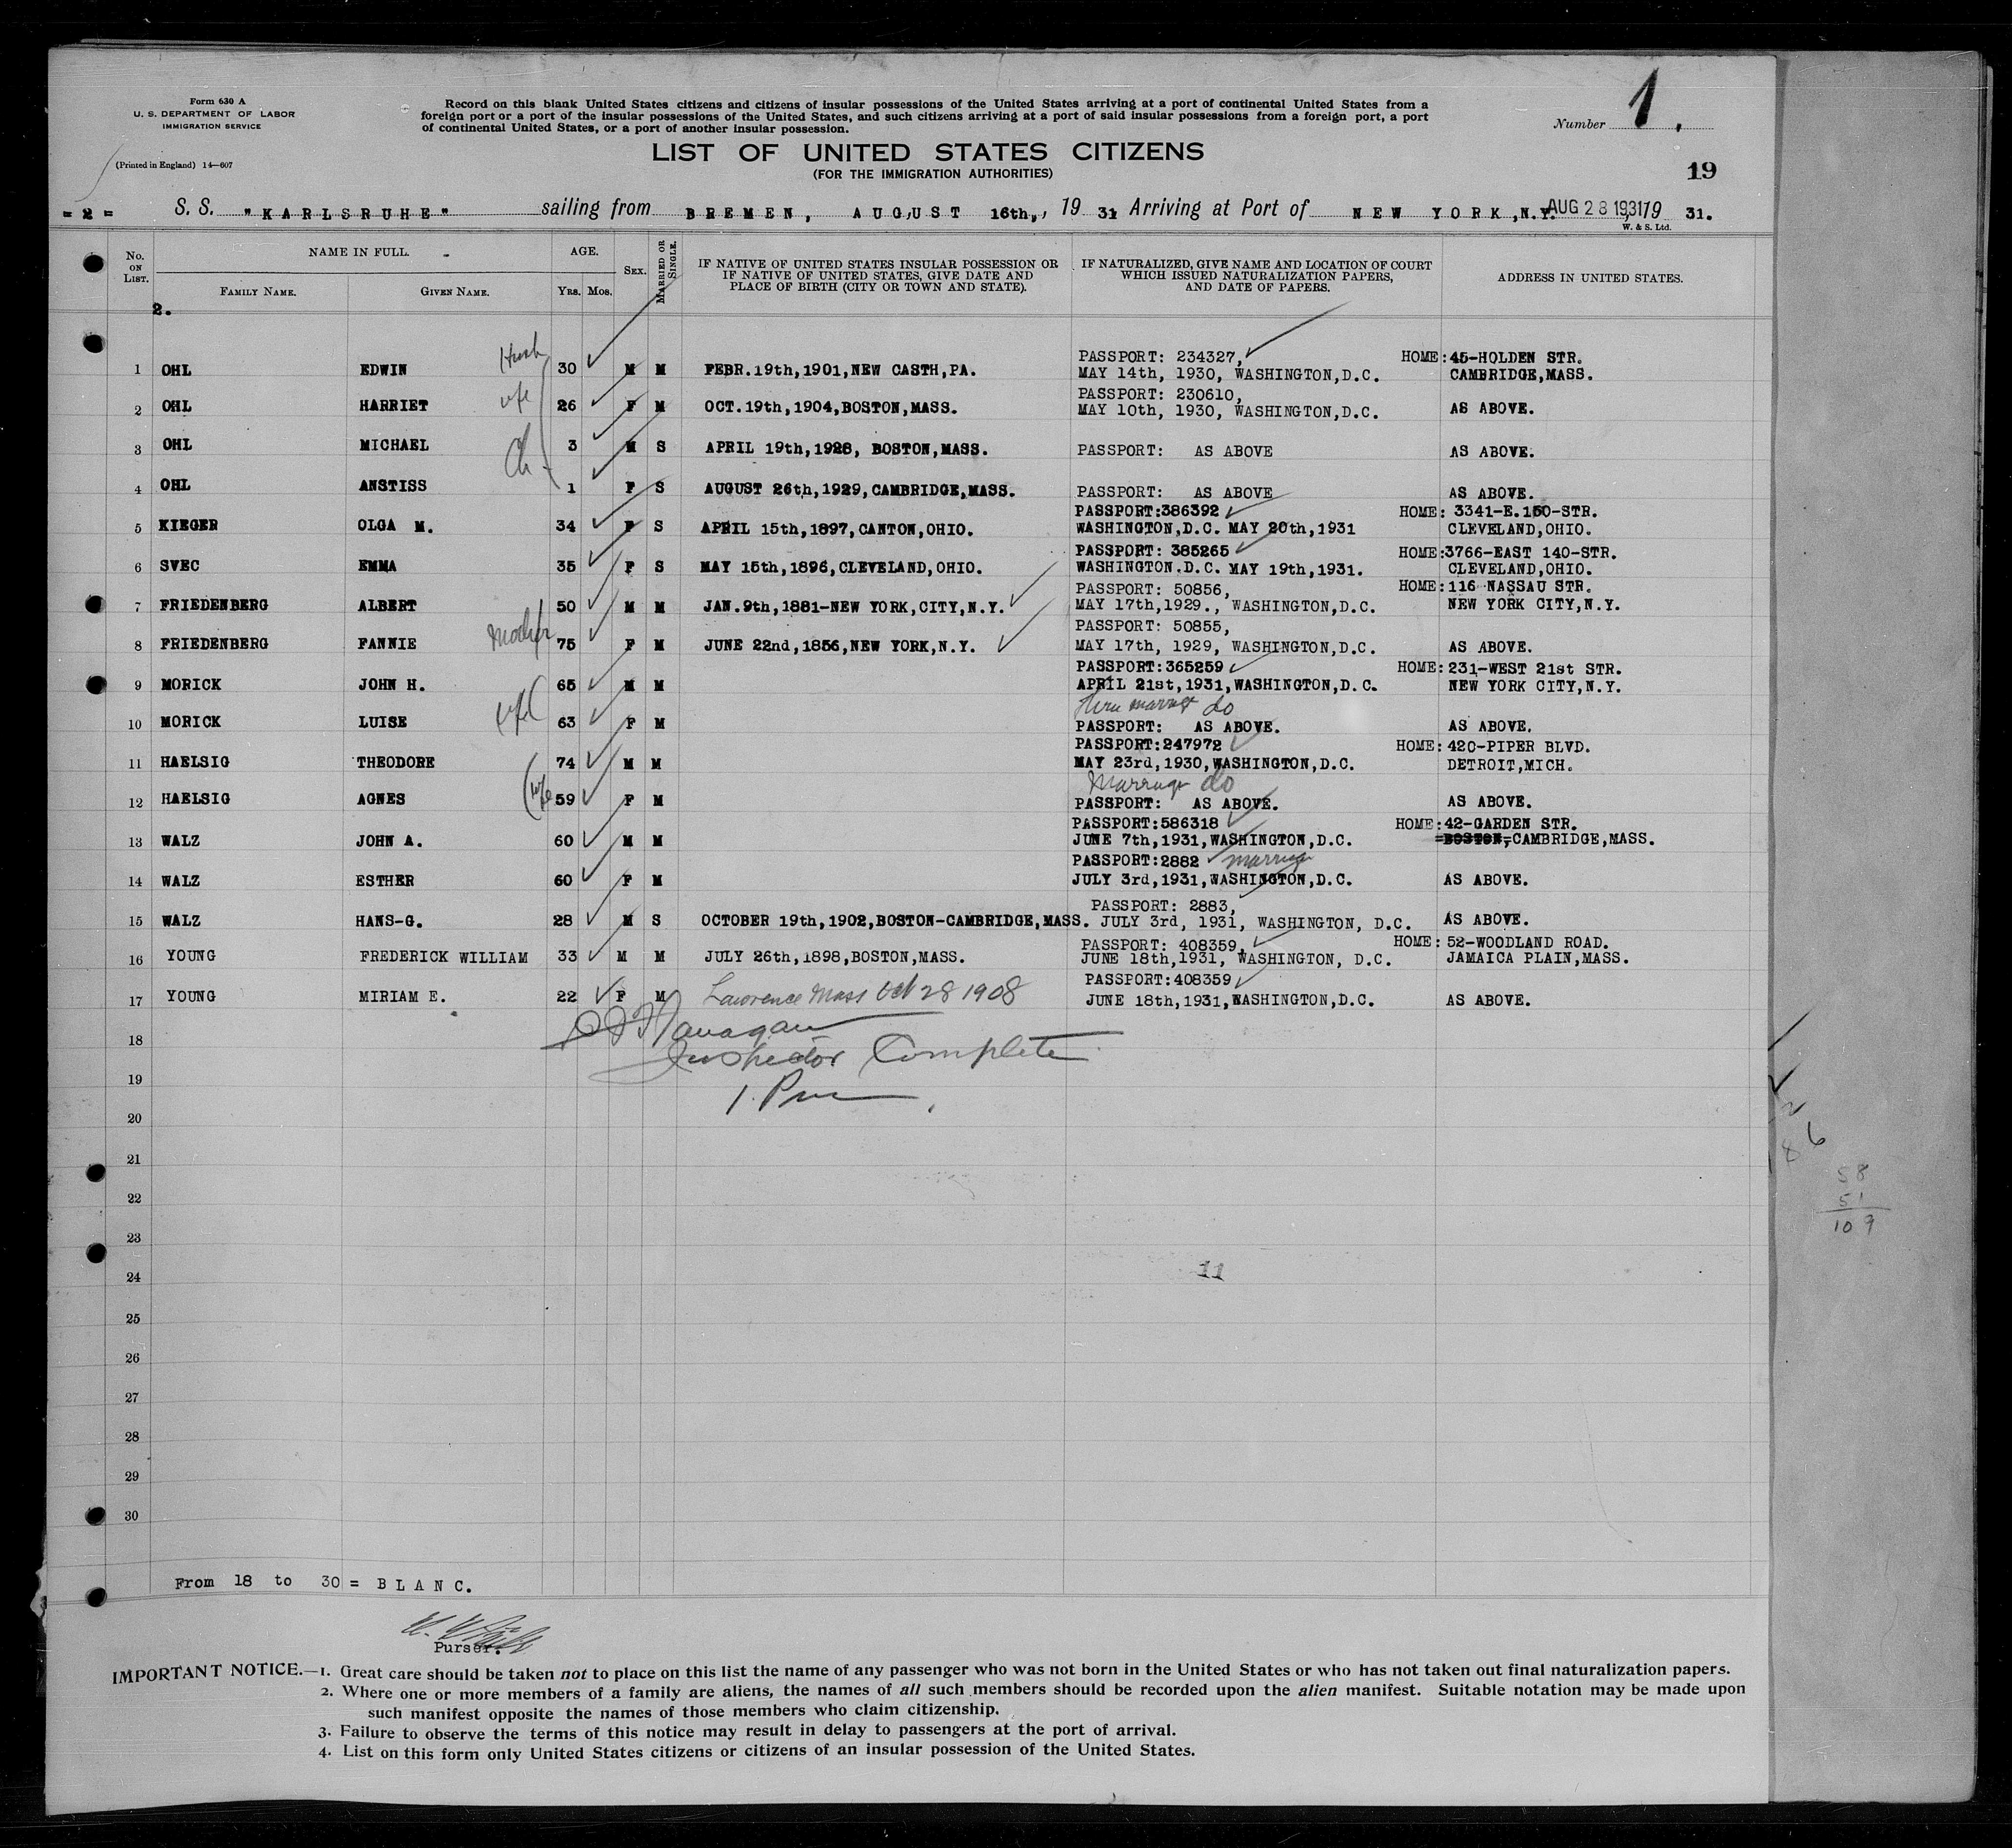 Form 630 A
U. S. DEPARTMENT OF LABOR
IMMIGRATION SERVICE
(Printed in England) 14—607
Record on this blank United States citizens and citizens of insular possessions of the United States arriving at a port of continental United States from a
foreign port or a port of the insular possessions of the United States, and such citizens arriving at a port of said insular possessions from a foreign port, a port
of continental United States, or a port of another insular possession.
Number 1.
LIST OF UNITED STATES CITIZENS
(FOR THE IMMIGRATION AUTHORITIES)
19
= 2 = S. S. "KARLSRUHE" sailing from BREMEN, AUGUST 16th,, 19 31 Arriving at Port of NEW YORK,N.Y. AUG 28 1931 19 31.
W. & S. Ltd.
No. ON LIST.
NAME IN FULL.
FAMILY NAME.
GIVEN NAME.
AGE.
YRS. MOS.
SEX.
MARRIED OR SINGLE.
IF NATIVE OF UNITED STATES INSULAR POSSESSION OR
IF NATIVE OF UNITED STATES, GIVE DATE AND
PLACE OF BIRTH (CITY OR TOWN AND STATE).
IF NATURALIZED, GIVE NAME AND LOCATION OF COURT
WHICH ISSUED NATURALIZATION PAPERS,
AND DATE OF PAPERS.
ADDRESS IN UNITED STATES.
2.
PASSPORT: 234327, HOME: 45-HOLDEN STR.
1 OHL EDWIN Husb 30 M M FEBR.19th,1901,NEW CASTH,PA. MAY 14th, 1930, WASHINGTON,D.C. CAMBRIDGE,MASS.
PASSPORT: 230610,
2 OHL HARRIET wfe 26 F M OCT.19th,1904,BOSTON,MASS. MAY 10th, 1930, WASHINGTON,D.C. AS ABOVE.
3 OHL MICHAEL 3 M S APRIL 19th,1928, BOSTON,MASS. PASSPORT: AS ABOVE AS ABOVE.
Ch
4 OHL ANSTISS 1 F S AUGUST 26th,1929,CAMBRIDGE,MASS. PASSPORT: AS ABOVE AS ABOVE.
PASSPORT:386392 HOME: 3341-E.150-STR.
5 KIEGER OLGA M. 34 F S APRIL 15th,1897,CANTON,OHIO. WASHINGTON,D.C. MAY 20th,1931 CLEVELAND,OHIO.
PASSPORT: 385265 HOME:3766-EAST 140-STR.
6 SVEC EMMA 35 F S MAY 15th,1896,CLEVELAND,OHIO. WASHINGTON.D.C. MAY 19th,1931. CLEVELAND,OHIO.
PASSPORT: 50856, HOME: 116 NASSAU STR.
7 FRIEDENBERG ALBERT 50 M M JAN.9th,1881-NEW YORK,CITY,N.Y. MAY 17th,1929., WASHINGTON,D.C. NEW YORK CITY,N.Y.
PASSPORT: 50855,
8 FRIEDENBERG FANNIE Mother 75 F M JUNE 22nd,1856,NEW YORK,N.Y. MAY 17th, 1929, WASHINGTON,D.C. AS ABOVE.
PASSPORT:365259 HOME: 231-WEST 21st STR.
9 MORICK JOHN H. 65 M M APRIL 21st,1931,WASHINGTON,D.C. NEW YORK CITY,N.Y.
do
10 MORICK LUISE wfe 63 F M PASSPORT: AS ABOVE. AS ABOVE.
PASSPORT:247972 HOME: 420-PIPER BLVD.
11 HAELSIG THEODORE 74 M M MAY 23rd,1930,WASHINGTON,D.C. DETROIT,MICH.
Marriage do
12 HAELSIG AGNES wfe 59 F M PASSPORT: AS ABOVE. AS ABOVE.
PASSPORT:586318 HOME: 42-GARDEN STR.
13 WALZ JOHN A. 60 M M JUNE 7th,1931,WASHINGTON,D.C. =BOSTON,=CAMBRIDGE,MASS.
PASSPORT:2882 marriage
14 WALZ ESTHER 60 F M JULY 3rd,1931,WASHINGTON,D.C. AS ABOVE.
PASSPORT: 2883,
15 WALZ HANS-G. 28 M S OCTOBER 19th,1902,BOSTON-CAMBRIDGE,MASS. JULY 3rd, 1931, WASHINGTON, D.C. AS ABOVE.
PASSPORT: 408359, HOME: 52-WOODLAND ROAD.
16 YOUNG FREDERICK WILLIAM 33 M M JULY 26th,1898,BOSTON,MASS. JUNE 18th,1931, WASHINGTON, D.C. JAMAICA PLAIN,MASS.
PASSPORT:408359
17 YOUNG MIRIAM E. 22 F M Lawrence Mass Oct 28 1908 JUNE 18th,1931,WASHINGTON,D.C. AS ABOVE.
Flanagan
18
Inspector Complete
19
20
21
22
23
24
11
25
26
27
28
29
30
6
8
58
51
109
From 18 to 30 = BLANC.
Purser.
IMPORTANT NOTICE.—1. Great care should be taken not to place on this list the name of any passenger who was not born in the United States or who has not taken out final naturalization papers.
2. Where one or more members of a family are aliens, the names of all such members should be recorded upon the alien manifest. Suitable notation may be made upon
such manifest opposite the names of those members who claim citizenship.
3. Failure to observe the terms of this notice may result in delay to passengers at the port of arrival.
4. List on this form only United States citizens or citizens of an insular possession of the United States.